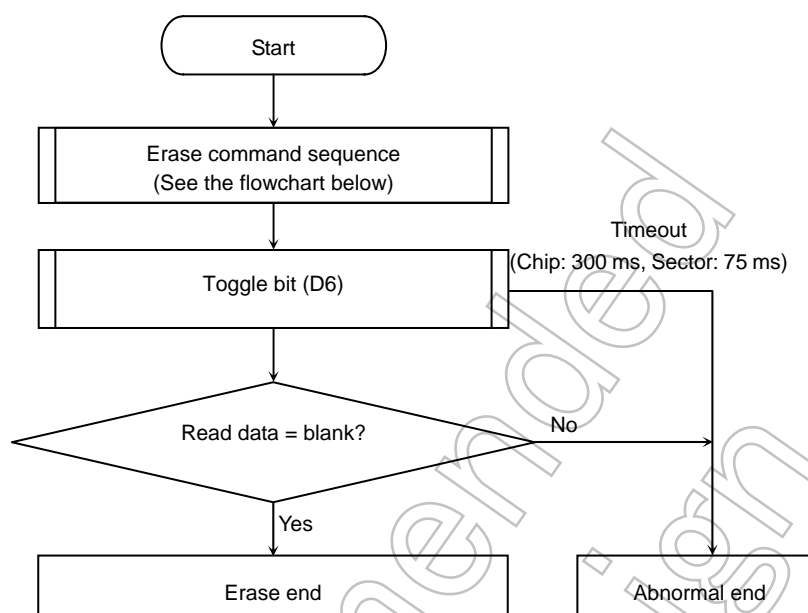 Start
Erase command sequence
(See the flowchart below)
Timeout
(Chip: 300 ms, Sector: 75 ms)
Toggle bit (D6)
Read data = blank?
No
Yes
Erase end
Abnormal end